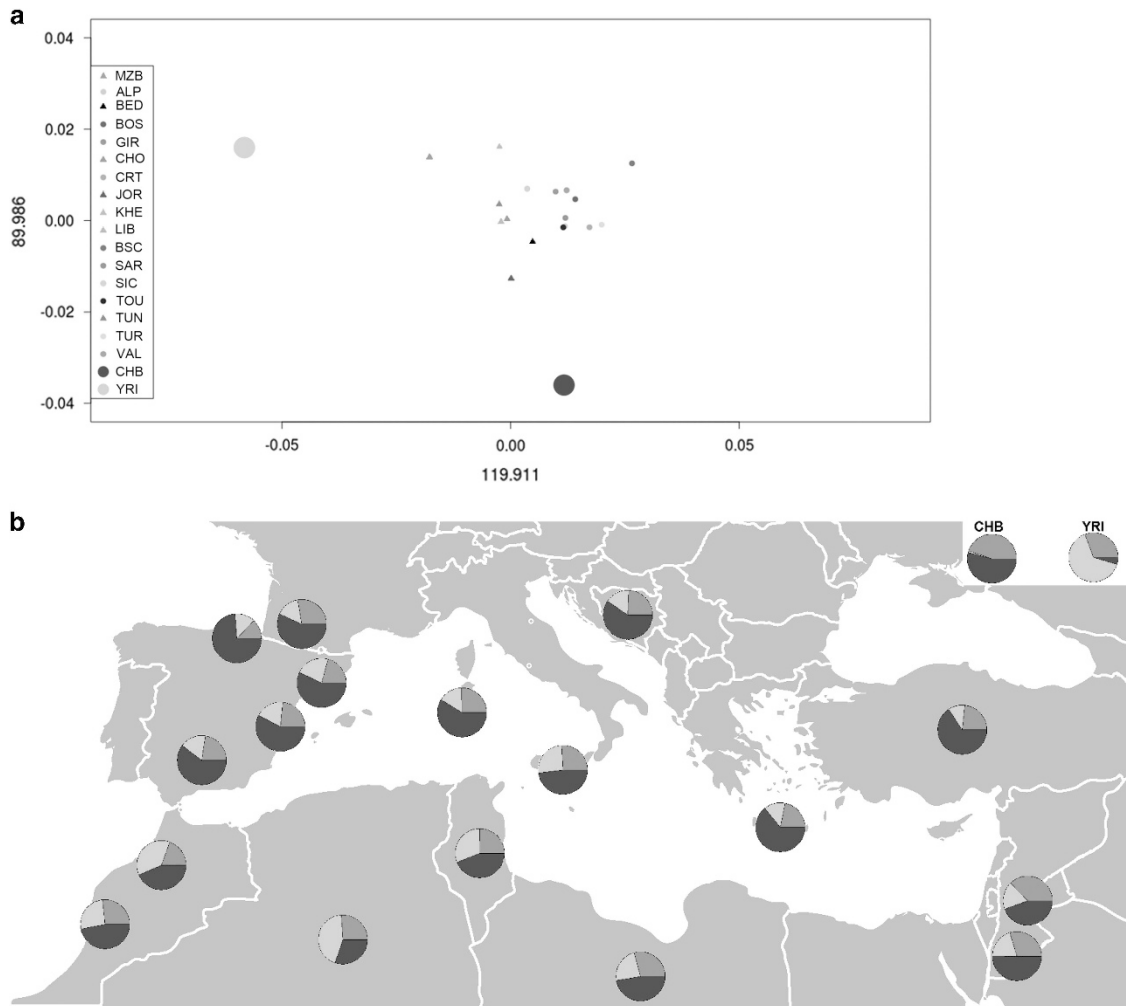 a
0.04
0.02
0.00
-0.02
-0.04
89.986
MZB
ALP
BED
BOS
GIR
CHO
CRT
JOR
KHE
LIB
BSC
SAR
SIC
TOU
TUN
TUR
VAL
CHB
YRI
-0.05
0.00
0.05
119.911
b
CHB
YRI